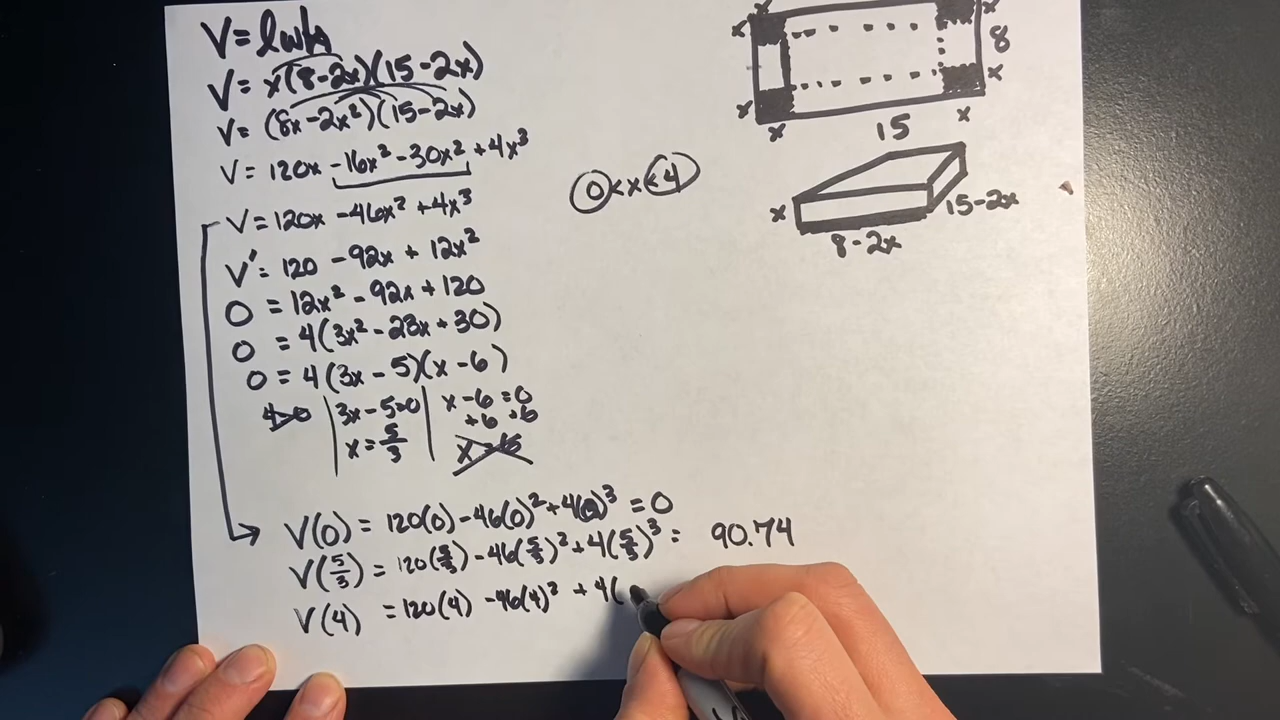 V = lwh
V = x(8-2x)(15-2x)
V = (8x-2x²)(15-2x)
V = 120x -16x² -30x² +4x³
V = 120x -46x² +4x³
V' = 120 -92x + 12x²
0 = 12x² - 92x + 120
0 = 4(3x² - 23x + 30)
0 = 4(3x - 5)(x - 6)
4≠0 | 3x-5=0 | x-6=0
+6 +6
x = 5/3
x = 6
V(0) = 120(0) - 46(0)² + 4(0)³ = 0
V(5/3) = 120(5/3) - 46(5/3)² + 4(5/3)³ = 90.74
V(4) = 120(4) - 46(4)² + 4(
0 < x < 4
x x
x
8
x
x x
x x
15
x
15-2x
8-2x